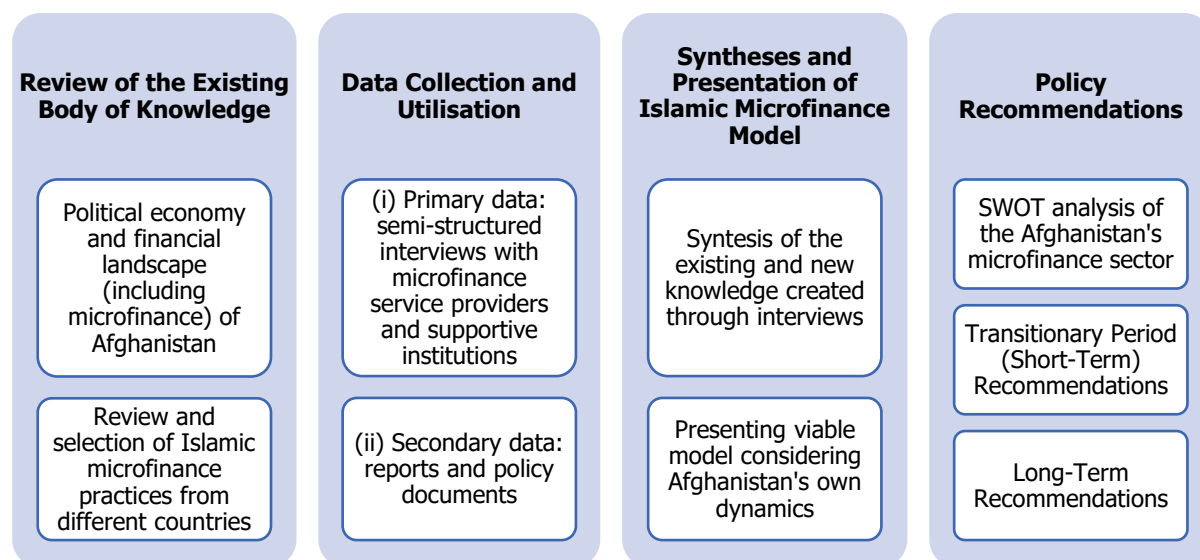 Review of the Existing
Body of Knowledge
Political economy
and financial
landscape
(including
microfinance) of
Afghanistan
Review and
selection of Islamic
microfinance
practices from
different countries
Data Collection and
Utilisation
(i) Primary data:
semi-structured
interviews with
microfinance
service providers
and supportive
institutions
(ii) Secondary data:
reports and policy
documents
Syntheses and
Presentation of
Islamic Microfinance
Model
Syntesis of the
existing and new
knowledge created
through interviews
Presenting viable
model considering
Afghanistan's own
dynamics
Policy
Recommendations
SWOT analysis of
the Afghanistan's
microfinance sector
Transitionary Period
(Short-Term)
Recommendations
Long-Term
Recommendations